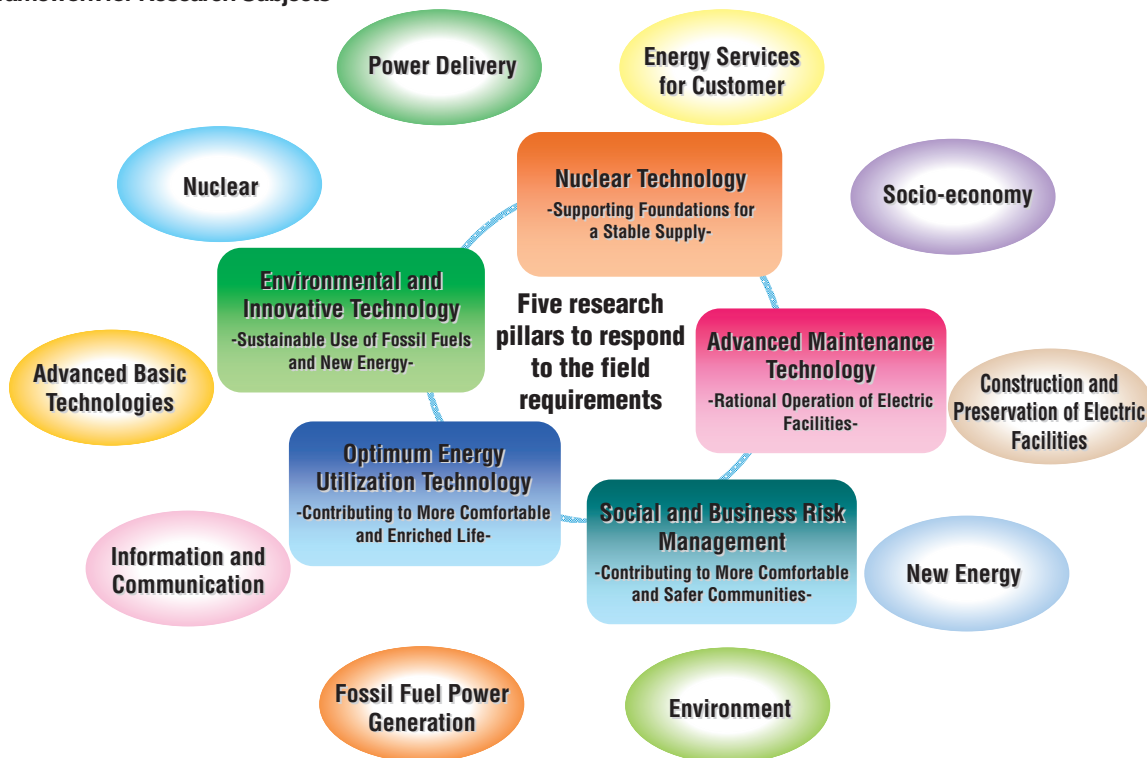 Power Delivery
Energy Services
for Customer
Nuclear
Nuclear Technology
-Supporting Foundations for
a Stable Supply-
Socio-economy
Environmental and
Innovative Technology
-Sustainable Use of Fossil Fuels
and New Energy-
Five research
pillars to respond
to the field
requirements
Advanced Maintenance
Technology
-Rational Operation of Electric
Facilities-
Advanced Basic
Technologies
Construction and
Preservation of Electric
Facilities
Optimum Energy
Utilization Technology
-Contributing to More Comfortable
and Enriched Life-
Social and Business Risk
Management
-Contributing to More Comfortable
and Safer Communities-
Information and
Communication
New Energy
Fossil Fuel Power
Generation
Environment